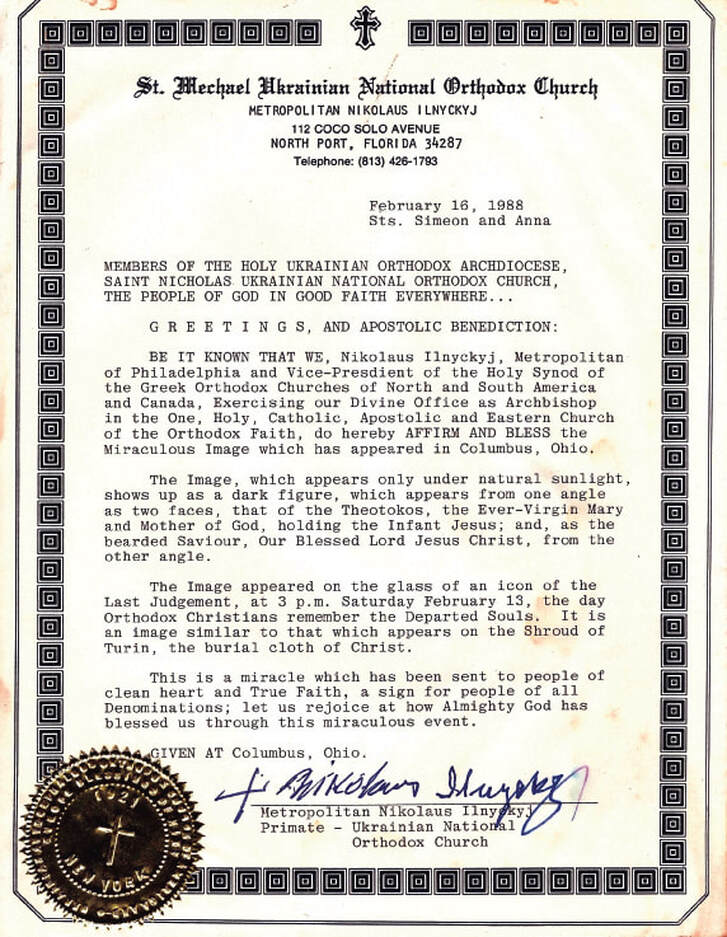 St. Mechael Ukrainian National Orthodox Church
METROPOLITAN NIKOLAUS ILNYCKYJ
112 COCO SOLO AVENUE
NORTH PORT, FLORIDA 34287
Telephone: (813) 426-1793
February 16, 1988
Sts. Simeon and Anna
MEMBERS OF THE HOLY UKRAINIAN ORTHODOX ARCHDIOCESE,
SAINT NICHOLAS UKRAINIAN NATIONAL ORTHODOX CHURCH,
THE PEOPLE OF GOD IN GOOD FAITH EVERYWHERE...
G R E E T I N G S, AND APOSTOLIC BENEDICTION:
BE IT KNOWN THAT WE, Nikolaus Ilnyckyj, Metropolitan
of Philadelphia and Vice-Presdient of the Holy Synod of
the Greek Orthodox Churches of North and South America
and Canada, Exercising our Divine Office as Archbishop
in the One, Holy, Catholic, Apostolic and Eastern Church
of the Orthodox Faith, do hereby AFFIRM AND BLESS the
Miraculous Image which has appeared in Columbus, Ohio.
The Image, which appears only under natural sunlight,
shows up as a dark figure, which appears from one angle
as two faces, that of the Theotokos, the Ever-Virgin Mary
and Mother of God, holding the Infant Jesus; and, as the
bearded Saviour, Our Blessed Lord Jesus Christ, from the
other angle.
The Image appeared on the glass of an icon of the
Last Judgement, at 3 p.m. Saturday February 13, the day
Orthodox Christians remember the Departed Souls. It is
an image similar to that which appears on the Shroud of
Turin, the burial cloth of Christ.
This is a miracle which has been sent to people of
clean heart and True Faith, a sign for people of all
Denominations; let us rejoice at how Almighty God has
blessed us through this miraculous event.
GIVEN AT Columbus, Ohio.
Nikolaus Ilnyckyj
Metropolitan Nikolaus Ilnyckyj
Primate - Ukrainian National
Orthodox Church
1921
NEW YORK